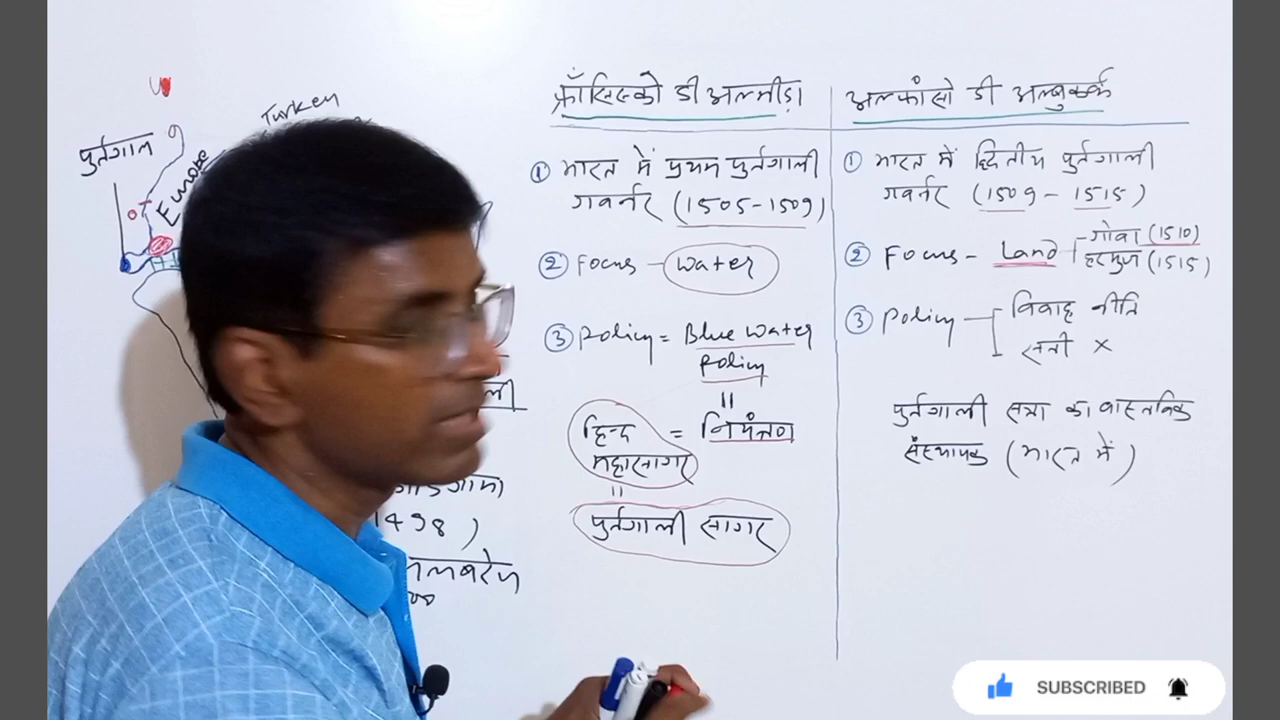 Turkey
पुर्तगाल
Europe
1498)
फ्राँसिस्को डी अल्मीड़ा
① भारत में प्रथम पुर्तगाली
गवर्नर (1505-1509)
② Focus - Water
③ Policy = Blue Water
Policy
=
हिन्द = नियंत्रण
महासागर
=
पुर्तगाली सागर
अल्फांसो डी अल्बुकर्क
① भारत में द्वितीय पुर्तगाली
गवर्नर (1509 - 1515)
② Focus - Land
गोवा (1510)
हरमुज (1515)
③ Policy
विवाह नीति
सती ×
पुर्तगाली सत्ता का वास्तविक
संस्थापक (भारत में)
SUBSCRIBED